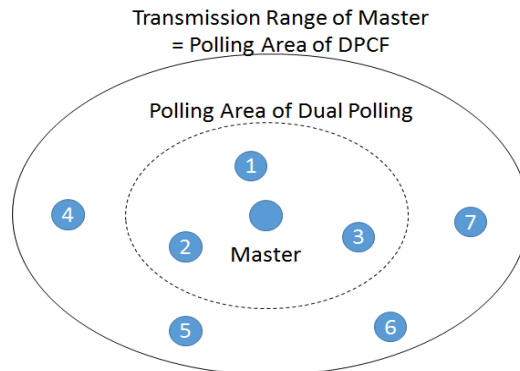 Transmission Range of Master
= Polling Area of DPCF
Polling Area of Dual Polling
1
4
7
2
3
Master
5
6